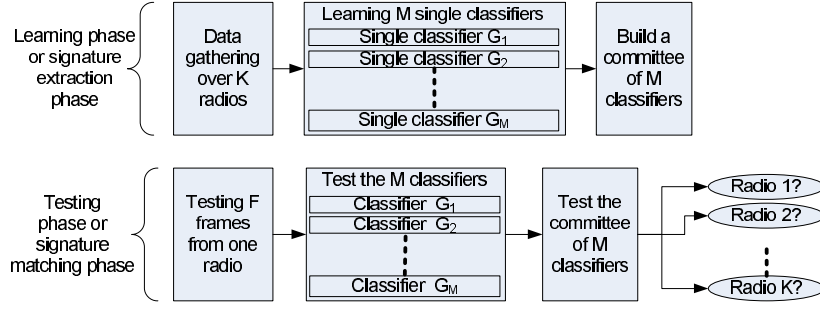 Learning phase
or signature
extraction
phase
Data
gathering
over K
radios
Learning M single classifiers
Single classifier G1
Single classifier G2
Single classifier GM
Build a
committee
of M
classifiers
Testing
phase or
signature
matching phase
Testing F
frames
from one
radio
Test the M classifiers
Classifier G1
Classifier G2
Classifier GM
Test the
committee
of M
classifiers
Radio 1?
Radio 2?
Radio K?